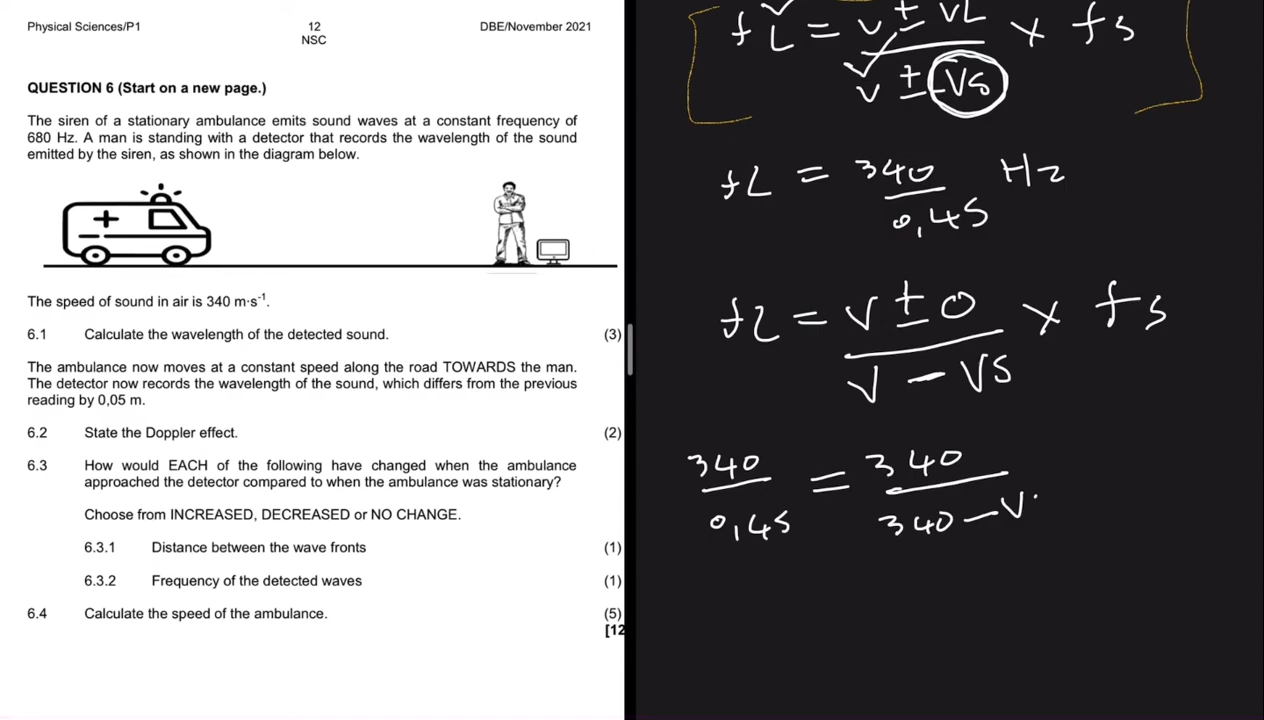 Physical Sciences/P1
12
NSC
DBE/November 2021
QUESTION 6 (Start on a new page.)
The siren of a stationary ambulance emits sound waves at a constant frequency of
680 Hz. A man is standing with a detector that records the wavelength of the sound
emitted by the siren, as shown in the diagram below.
The speed of sound in air is 340 m·s⁻¹.
6.1 Calculate the wavelength of the detected sound. (3)
The ambulance now moves at a constant speed along the road TOWARDS the man.
The detector now records the wavelength of the sound, which differs from the previous
reading by 0,05 m.
6.2 State the Doppler effect. (2)
6.3 How would EACH of the following have changed when the ambulance
approached the detector compared to when the ambulance was stationary?
Choose from INCREASED, DECREASED or NO CHANGE.
6.3.1 Distance between the wave fronts (1)
6.3.2 Frequency of the detected waves (1)
6.4 Calculate the speed of the ambulance. (5)
[12
fL = v ± vL / v ± vs × fs
fL = 340 / 0,45 Hz
fL = v ± 0 / v - vs × fs
340 / 0,45 = 340 / 340 - v